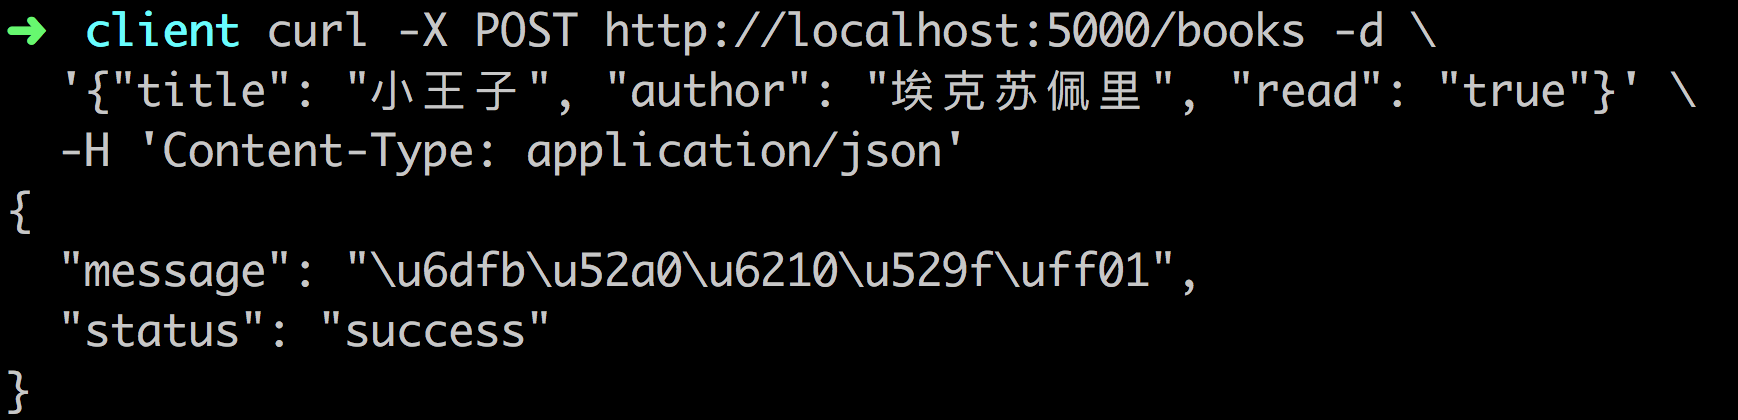 ➜ client curl -X POST http://localhost:5000/books -d \
'{"title": "小王子", "author": "埃克苏佩里", "read": "true"}' \
-H 'Content-Type: application/json'
{
"message": "\u6dfb\u52a0\u6210\u529f\uff01",
"status": "success"
}